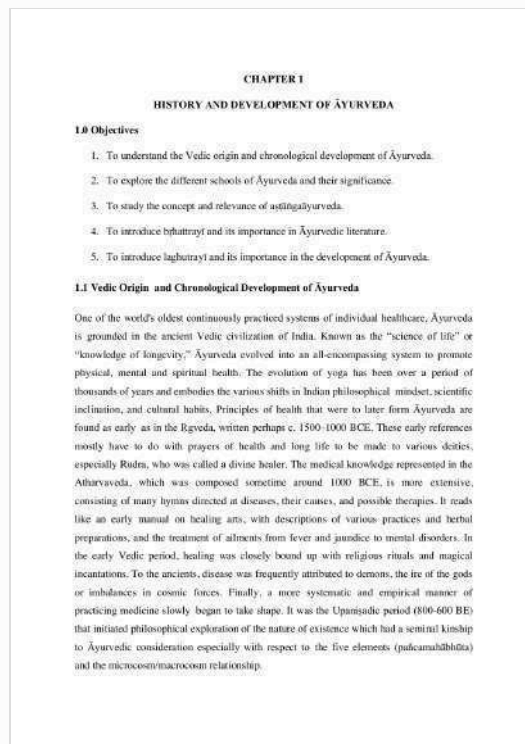 CHAPTER 1
HISTORY AND DEVELOPMENT OF ĀYURVEDA
1.0 Objectives
1. To understand the Vedic origin and chronological development of Āyurveda.
2. To explore the different schools of Āyurveda and their significance.
3. To study the concept and relevance of aṣṭāṅgaāyurveda.
4. To introduce bṛhattrayī and its importance in Āyurvedic literature.
5. To introduce laghutrayī and its importance in the development of Āyurveda.
1.1 Vedic Origin and Chronological Development of Āyurveda
One of the world's oldest continuously practiced systems of individual healthcare, Āyurveda
is grounded in the ancient Vedic civilization of India. Known as the “science of life” or
“knowledge of longevity,” Āyurveda evolved into an all-encompassing system to promote
physical, mental and spiritual health. The evolution of yoga has been over a period of
thousands of years and embodies the various shifts in Indian philosophical mindset, scientific
inclination, and cultural habits, Principles of health that were to later form Āyurveda are
found as early as in the Ṛgveda, written perhaps c. 1500–1000 BCE. These early references
mostly have to do with prayers of health and long life to be made to various deities,
especially Rudra, who was called a divine healer. The medical knowledge represented in the
Atharvaveda, which was composed sometime around 1000 BCE, is more extensive,
consisting of many hymns directed at diseases, their causes, and possible therapies. It reads
like an early manual on healing arts, with descriptions of various practices and herbal
preparations, and the treatment of ailments from fever and jaundice to mental disorders. In
the early Vedic period, healing was closely bound up with religious rituals and magical
incantations. To the ancients, disease was frequently attributed to demons, the ire of the gods
or imbalances in cosmic forces. Finally, a more systematic and empirical manner of
practicing medicine slowly began to take shape. It was the Upaniṣadic period (800-600 BE)
that initiated philosophical exploration of the nature of existence which had a seminal kinship
to Āyurvedic consideration especially with respect to the five elements (pañcamahābhūta)
and the microcosm/macrocosm relationship.